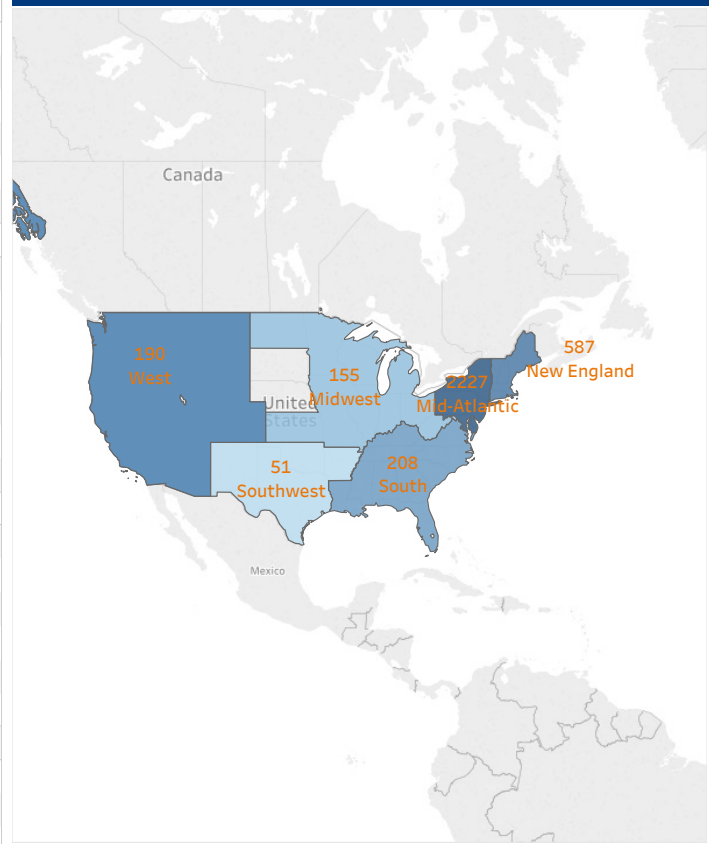 Canada
190
West
155
Midwest
United
States
2227
Mid-Atlantic
587
New England
51
Southwest
208
South
Mexico